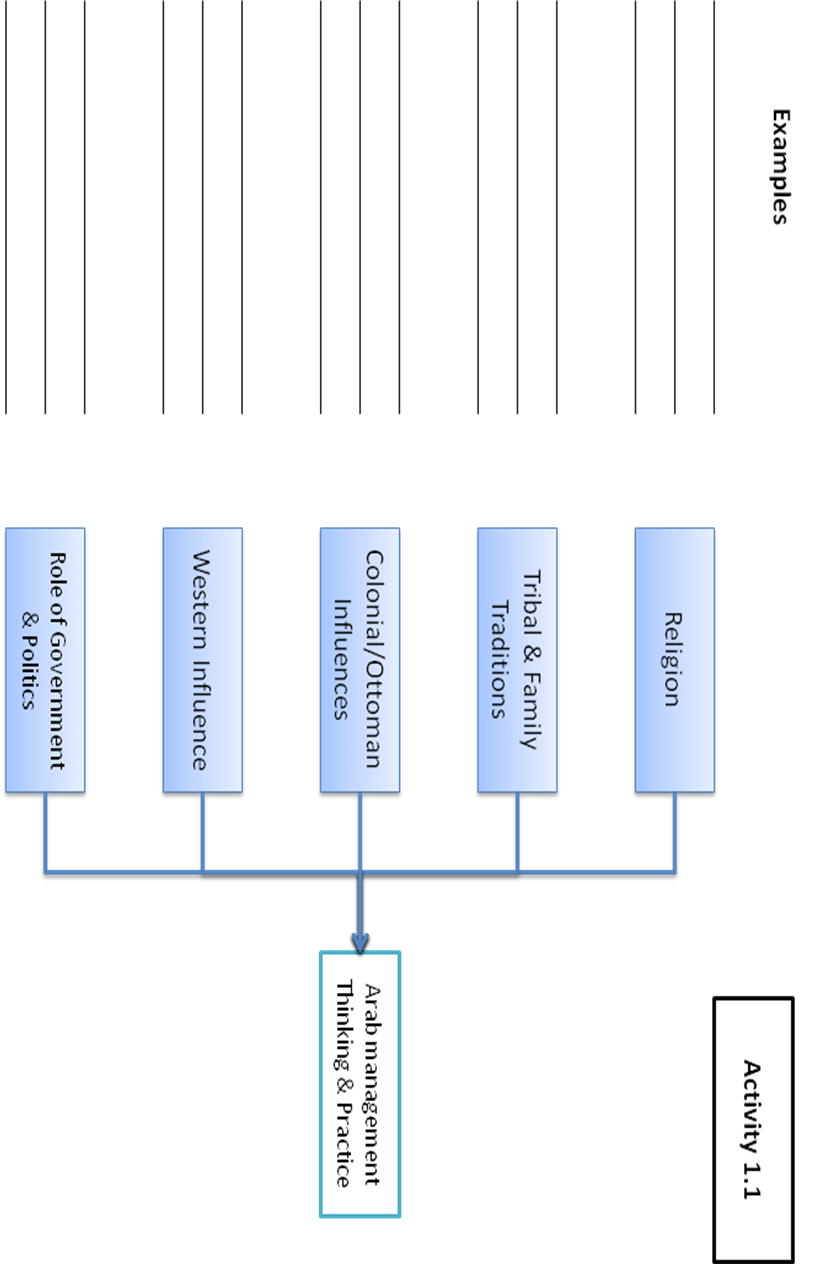 Activity 1.1
Examples
Religion
Tribal & Family
Traditions
Colonial/Ottoman
Influences
Western Influence
Role of Government
& Politics
Arab management
Thinking & Practice